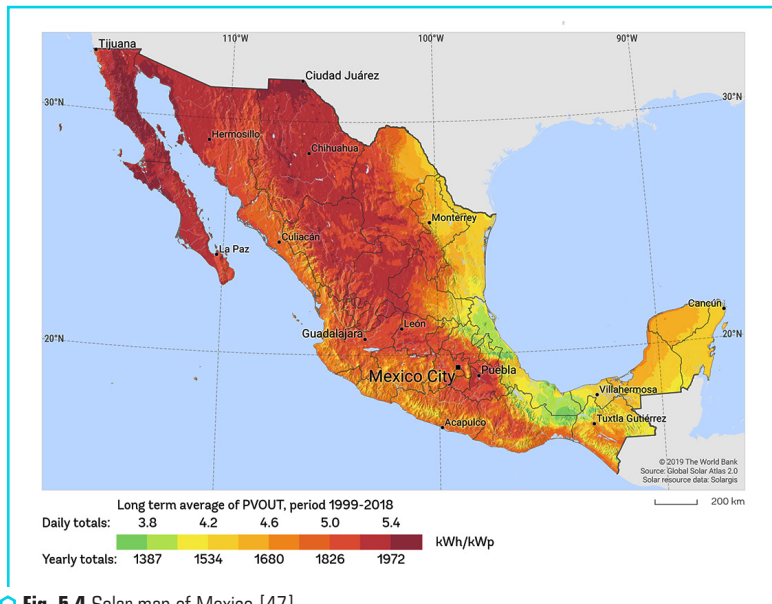 110°W 100°W 90°W
Tijuana
Ciudad Juárez
30°N 30°N
Hermosillo
Chihuahua
Monterrey
Culiacán
La Paz
Cancún
20°N 20°N
León
Guadalajara
Mexico City
Puebla
Villahermosa
Tuxtla Gutiérrez
Acapulco
© 2019 The World Bank
Source: Global Solar Atlas 2.0
Solar resource data: Solargis
200 km
Long term average of PVOUT, period 1999-2018
Daily totals: 3.8 4.2 4.6 5.0 5.4
kWh/kWp
Yearly totals: 1387 1534 1680 1826 1972
Fig. 5.4 Solar map of Mexico [47]